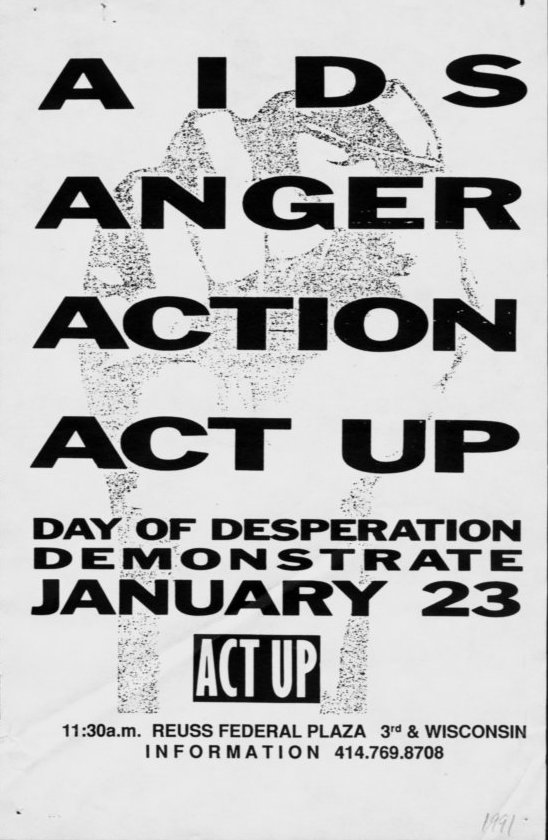 AIDS
ANGER
ACTION
ACT UP
DAY OF DESPERATION
DEMONSTRATE
JANUARY 23
ACT UP
11:30a.m. REUSS FEDERAL PLAZA 3rd & WISCONSIN
INFORMATION 414.769.8708
1991